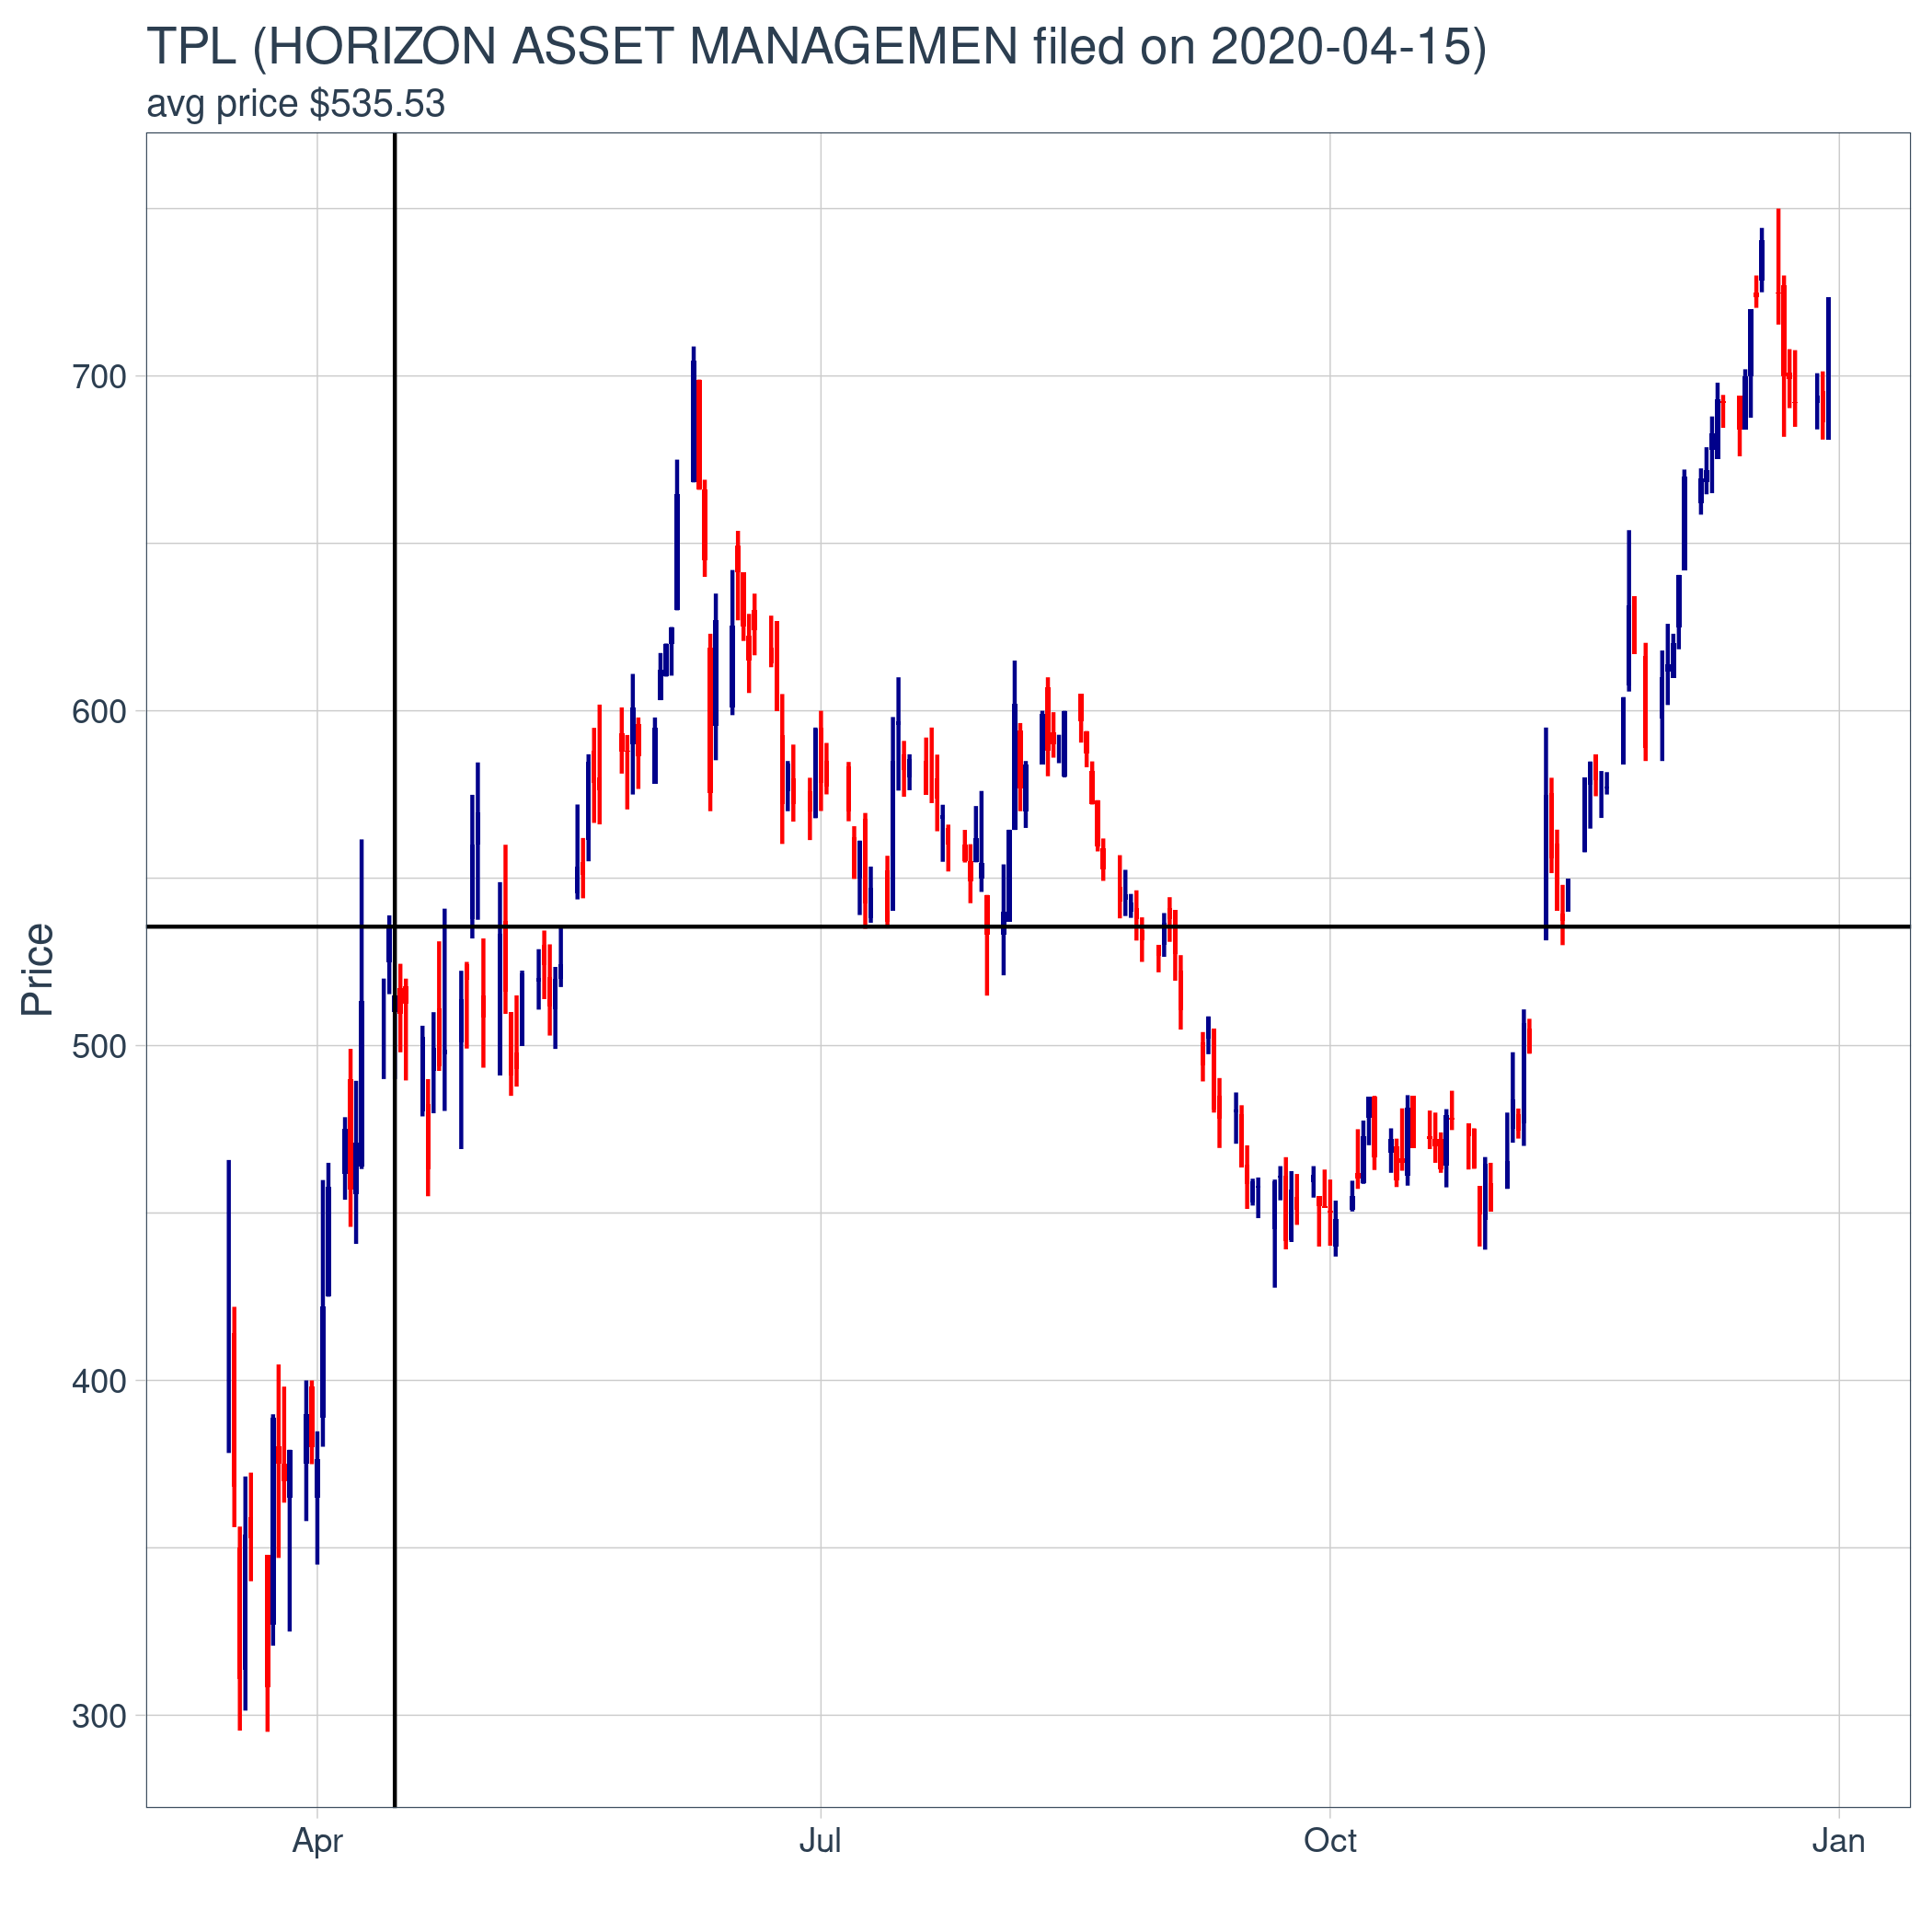 TPL (HORIZON ASSET MANAGEMEN filed on 2020-04-15)
avg price $535.53
700
600
500
400
300
Price
Apr Jul Oct Jan